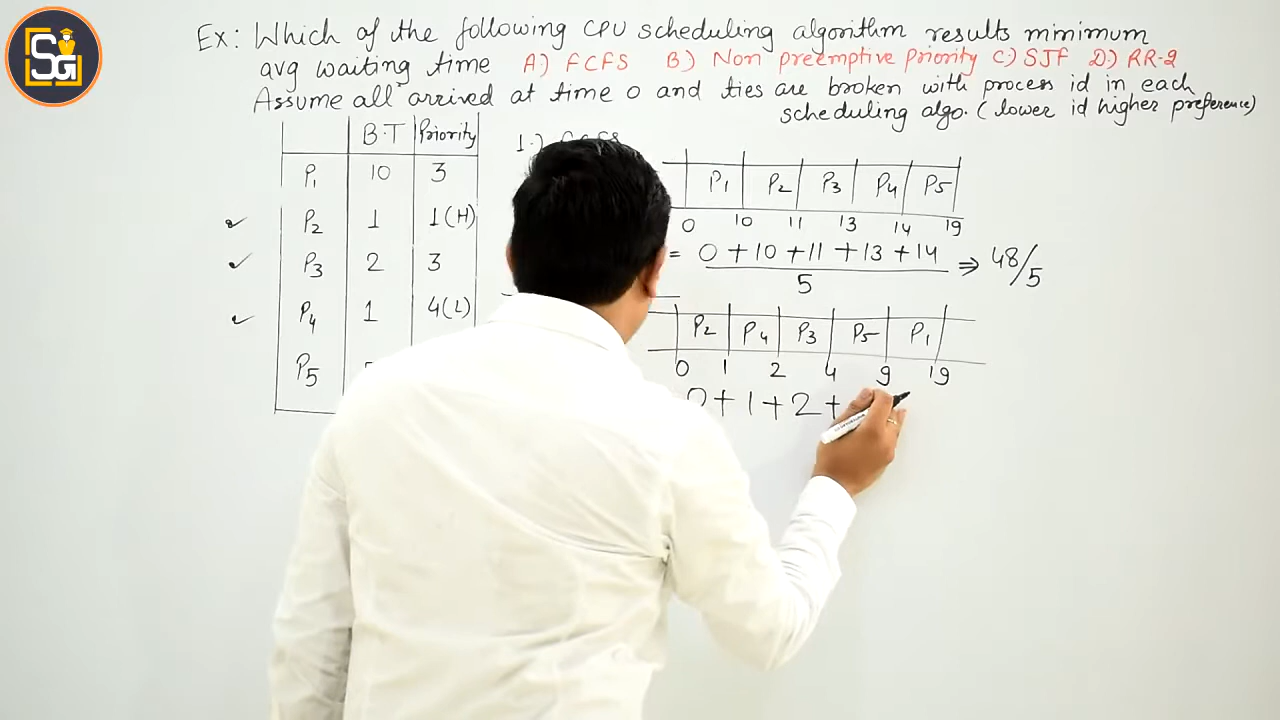 SG
Ex: Which of the following CPU scheduling algorithm results minimum
avg waiting time A) FCFS B) Non preemptive Priority C) SJF D.) RR-2
Assume all arrived at time 0 and ties are broken with process id in each
scheduling algo. (lower id higher preference)
B.T Priority
P1 10 3
✓ P2 1 1(H)
✓ P3 2 3
✓ P4 1 4(L)
P5
1.) FCFS
P1 P2 P3 P4 P5
0 10 11 13 14 19
= 0 + 10 + 11 + 13 + 14 ⇒ 48/5
5
P2 P4 P3 P5 P1
0 1 2 4 9 19
0 + 1 + 2 +